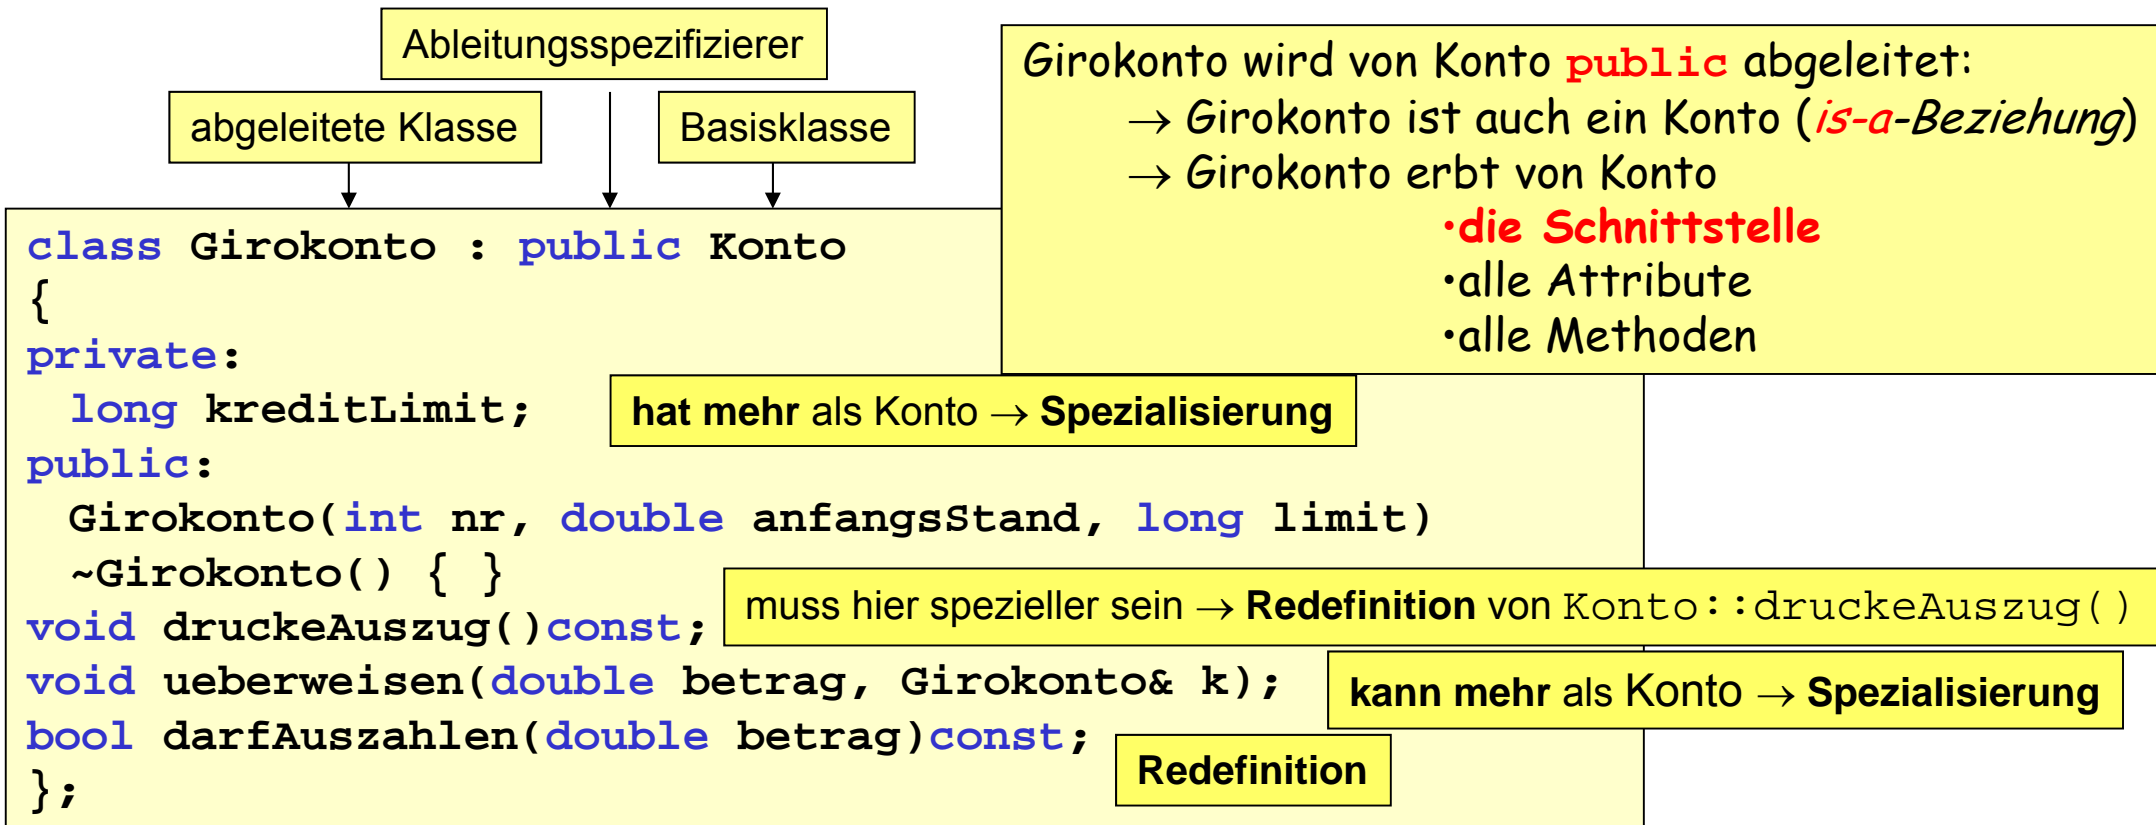 Ableitungsspezifizierer
abgeleitete Klasse
Basisklasse
Girokonto wird von Konto public abgeleitet:
→ Girokonto ist auch ein Konto (is-a-Beziehung)
→ Girokonto erbt von Konto
•die Schnittstelle
•alle Attribute
•alle Methoden
class Girokonto : public Konto
{
private:
long kreditLimit;
hat mehr als Konto → Spezialisierung
public:
Girokonto(int nr, double anfangsStand, long limit)
~Girokonto() { }
void druckeAuszug()const;
muss hier spezieller sein → Redefinition von Konto::druckeAuszug()
void ueberweisen(double betrag, Girokonto& k);
kann mehr als Konto → Spezialisierung
bool darfAuszahlen(double betrag)const;
Redefinition
};